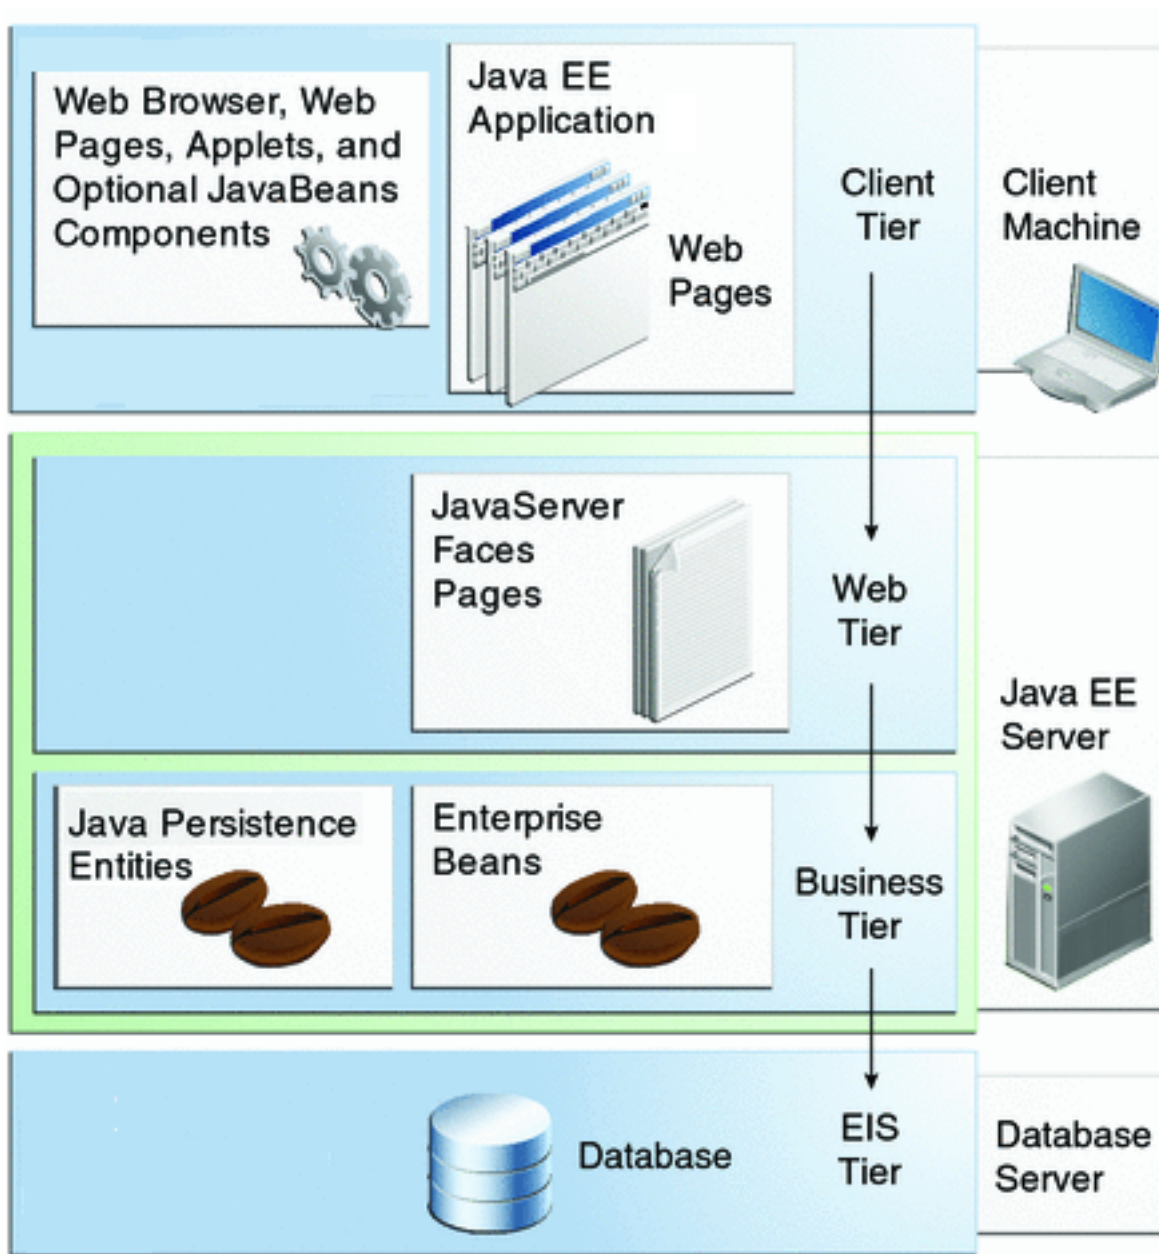 Web Browser, Web
Pages, Applets, and
Optional JavaBeans
Components
Java EE
Application
Web
Pages
Client
Tier
Client
Machine
JavaServer
Faces
Pages
Web
Tier
Java EE
Server
Java Persistence
Entities
Enterprise
Beans
Business
Tier
Database
EIS
Tier
Database
Server